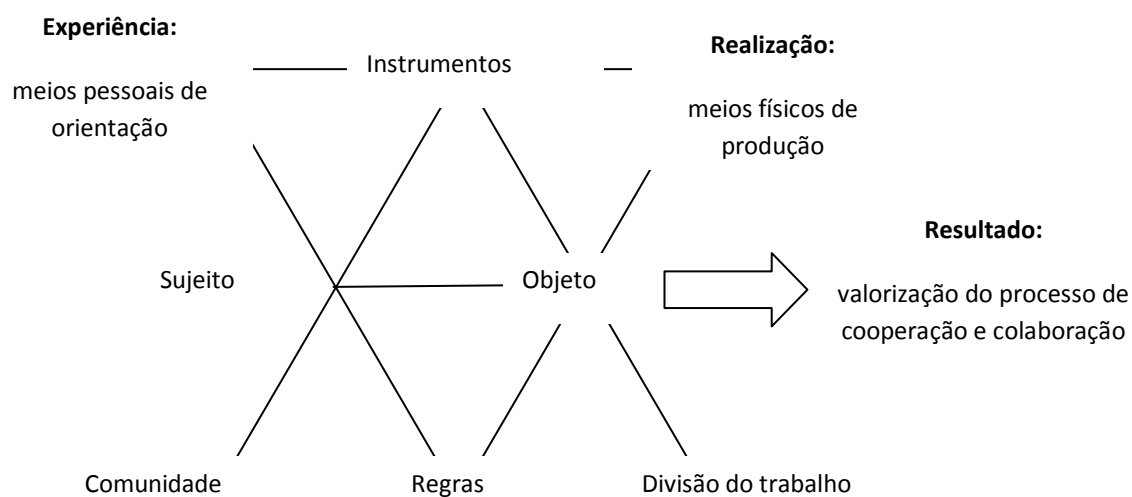 Experiência:
meios pessoais de
orientação
Instrumentos
Realização:
meios físicos de
produção
Sujeito
Objeto
Resultado:
valorização do processo de
cooperação e colaboração
Comunidade
Regras
Divisão do trabalho